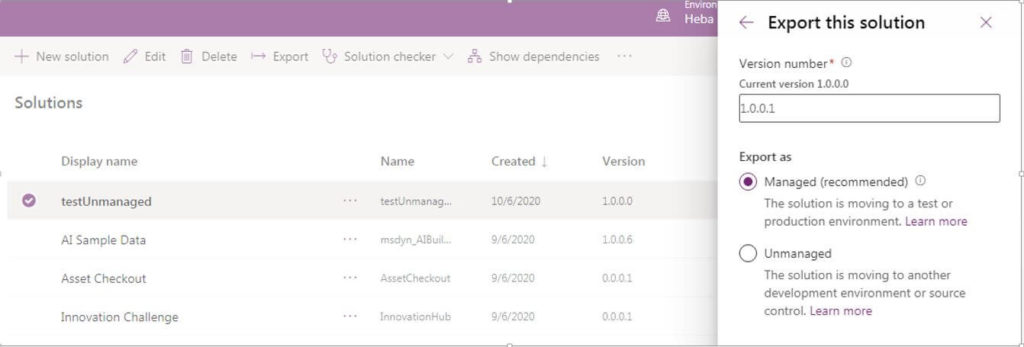 Environ
Heba
New solution Edit Delete Export Solution checker Show dependencies ...
Solutions
Display name Name Created ↓ Version
testUnmanaged ... testUnmanag... 10/6/2020 1.0.0.0
AI Sample Data ... msdyn_AIBuil... 9/6/2020 1.0.0.6
Asset Checkout ... AssetCheckout 9/6/2020 0.0.0.1
Innovation Challenge ... InnovationHub 9/6/2020 0.0.0.1
Export this solution
Version number*
Current version 1.0.0.0
1.0.0.1
Export as
Managed (recommended)
The solution is moving to a test or
production environment. Learn more
Unmanaged
The solution is moving to another
development environment or source
control. Learn more